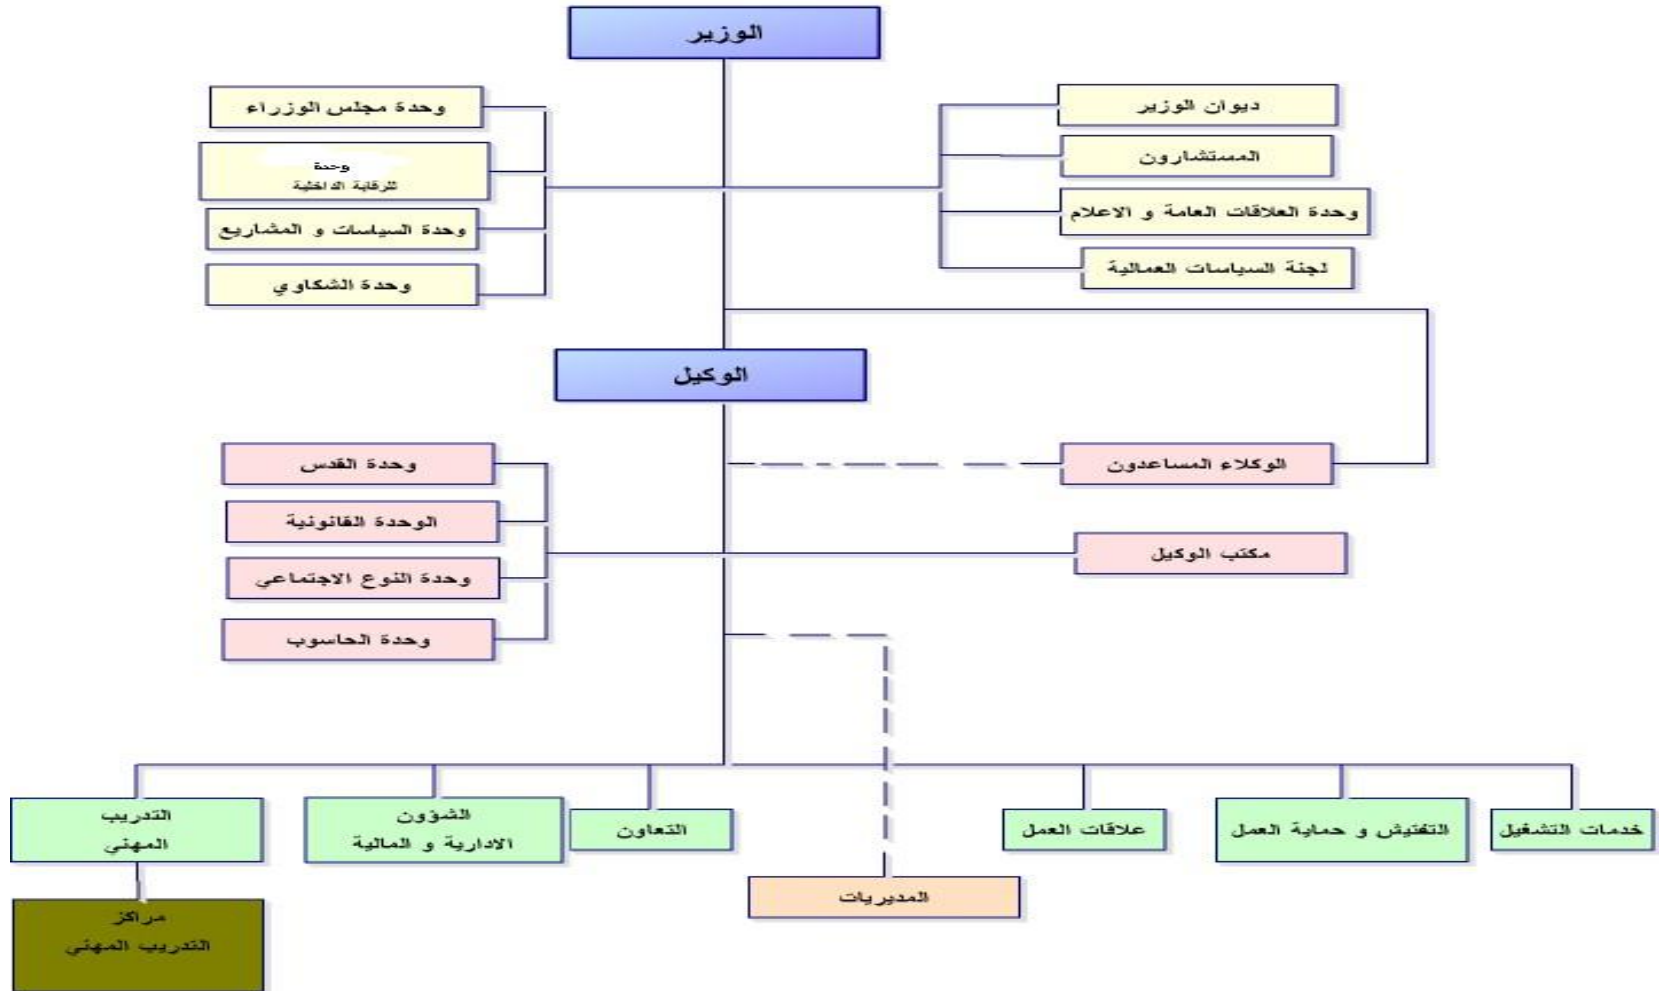 الوزير
ديوان الوزير
وحدة مجلس الوزراء
المستشارون
وحدة
للرقابة الداخلية
وحدة العلاقات العامة و الاعلام
وحدة السياسات و المشاريع
لجنة السياسات العمالية
وحدة الشكاوي
الوكيل
الوكلاء المساعدون
وحدة القدس
الوحدة القانونية
مكتب الوكيل
وحدة النوع الاجتماعي
وحدة الحاسوب
خدمات التشغيل
التفتيش و حماية العمل
علاقات العمل
التعاون
الشؤون
الادارية و المالية
التدريب
المهني
المديريات
مراكز
التدريب المهني